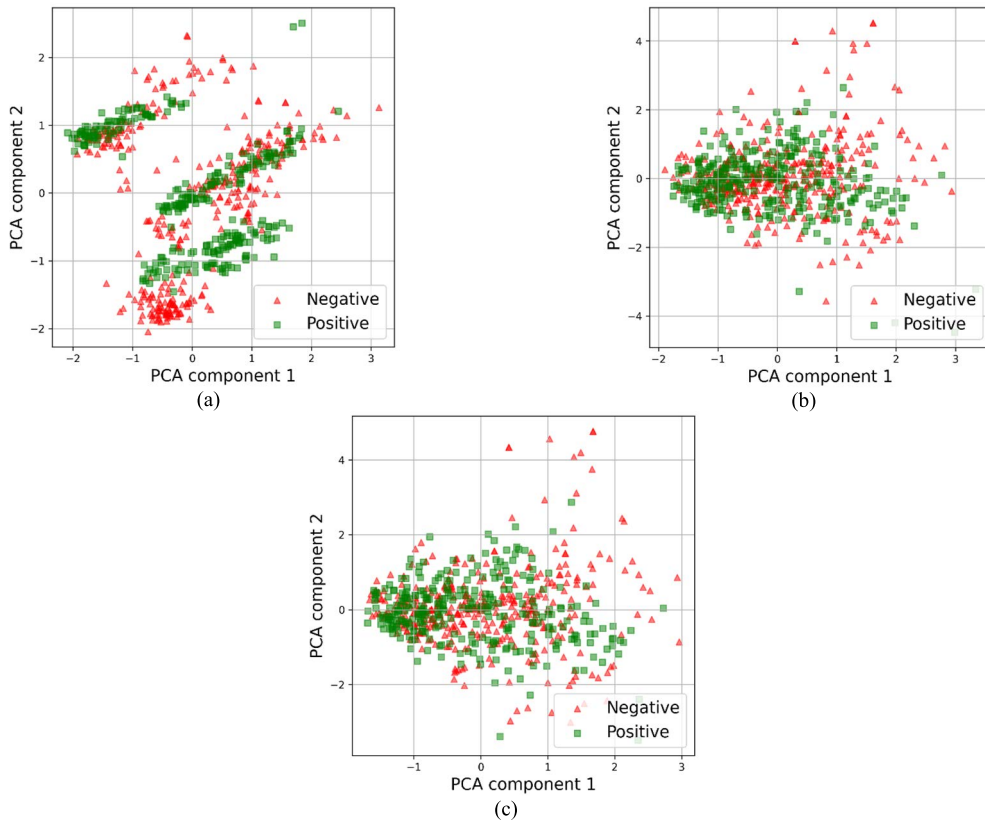 2
1
0
−1
−2
PCA component 2
−2 −1 0 1 2 3
PCA component 1
Negative
Positive
(a)
4
2
0
−2
−4
PCA component 2
−2 −1 0 1 2 3
PCA component 1
Negative
Positive
(b)
4
2
0
−2
PCA component 2
−1 0 1 2 3
PCA component 1
Negative
Positive
(c)